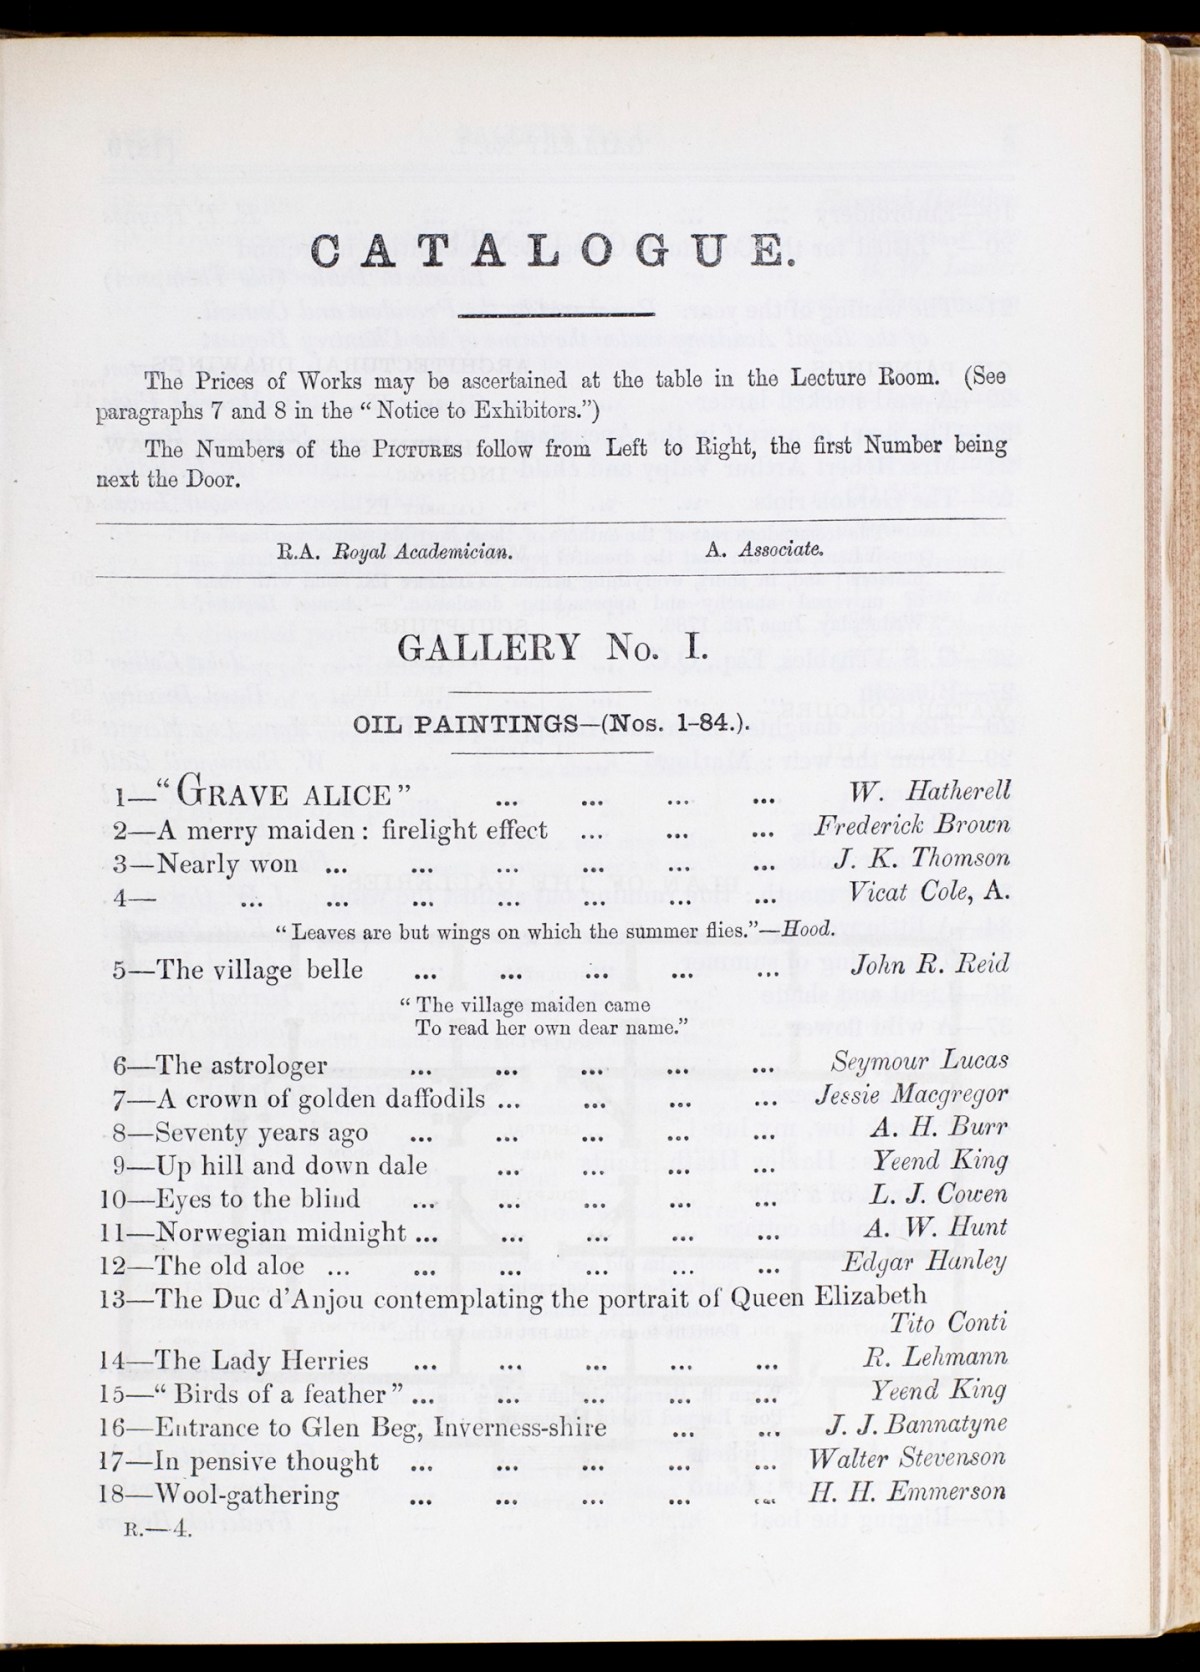 CATALOGUE.
The Prices of Works may be ascertained at the table in the Lecture Room. (See
paragraphs 7 and 8 in the “Notice to Exhibitors.”)
The Numbers of the PICTURES follow from Left to Right, the first Number being
next the Door.
R.A. Royal Academician. A. Associate.
GALLERY No. I.
OIL PAINTINGS—(Nos. 1-84.).
1—“GRAVE ALICE” ... ... ... ... W. Hatherell
2—A merry maiden: firelight effect ... ... ... Frederick Brown
3—Nearly won ... ... ... ... ... ... J. K. Thomson
4— ... ... ... ... ... ... ... Vicat Cole, A.
“Leaves are but wings on which the summer flies.”—Hood.
5—The village belle ... ... ... ... ... John R. Reid
“The village maiden came
To read her own dear name.”
6—The astrologer ... ... ... ... ... Seymour Lucas
7—A crown of golden daffodils ... ... ... ... Jessie Macgregor
8—Seventy years ago ... ... ... ... ... A. H. Burr
9—Up hill and down dale ... ... ... ... Yeend King
10—Eyes to the blind ... ... ... ... ... L. J. Cowen
11—Norwegian midnight ... ... ... ... ... A. W. Hunt
12—The old aloe ... ... ... ... ... ... Edgar Hanley
13—The Duc d’Anjou contemplating the portrait of Queen Elizabeth
Tito Conti
14—The Lady Herries ... ... ... ... ... R. Lehmann
15—“Birds of a feather” ... ... ... ... ... Yeend King
16—Entrance to Glen Beg, Inverness-shire ... ... J. J. Bannatyne
17—In pensive thought ... ... ... ... ... Walter Stevenson
18—Wool-gathering ... ... ... ... ... H. H. Emmerson
R.—4.